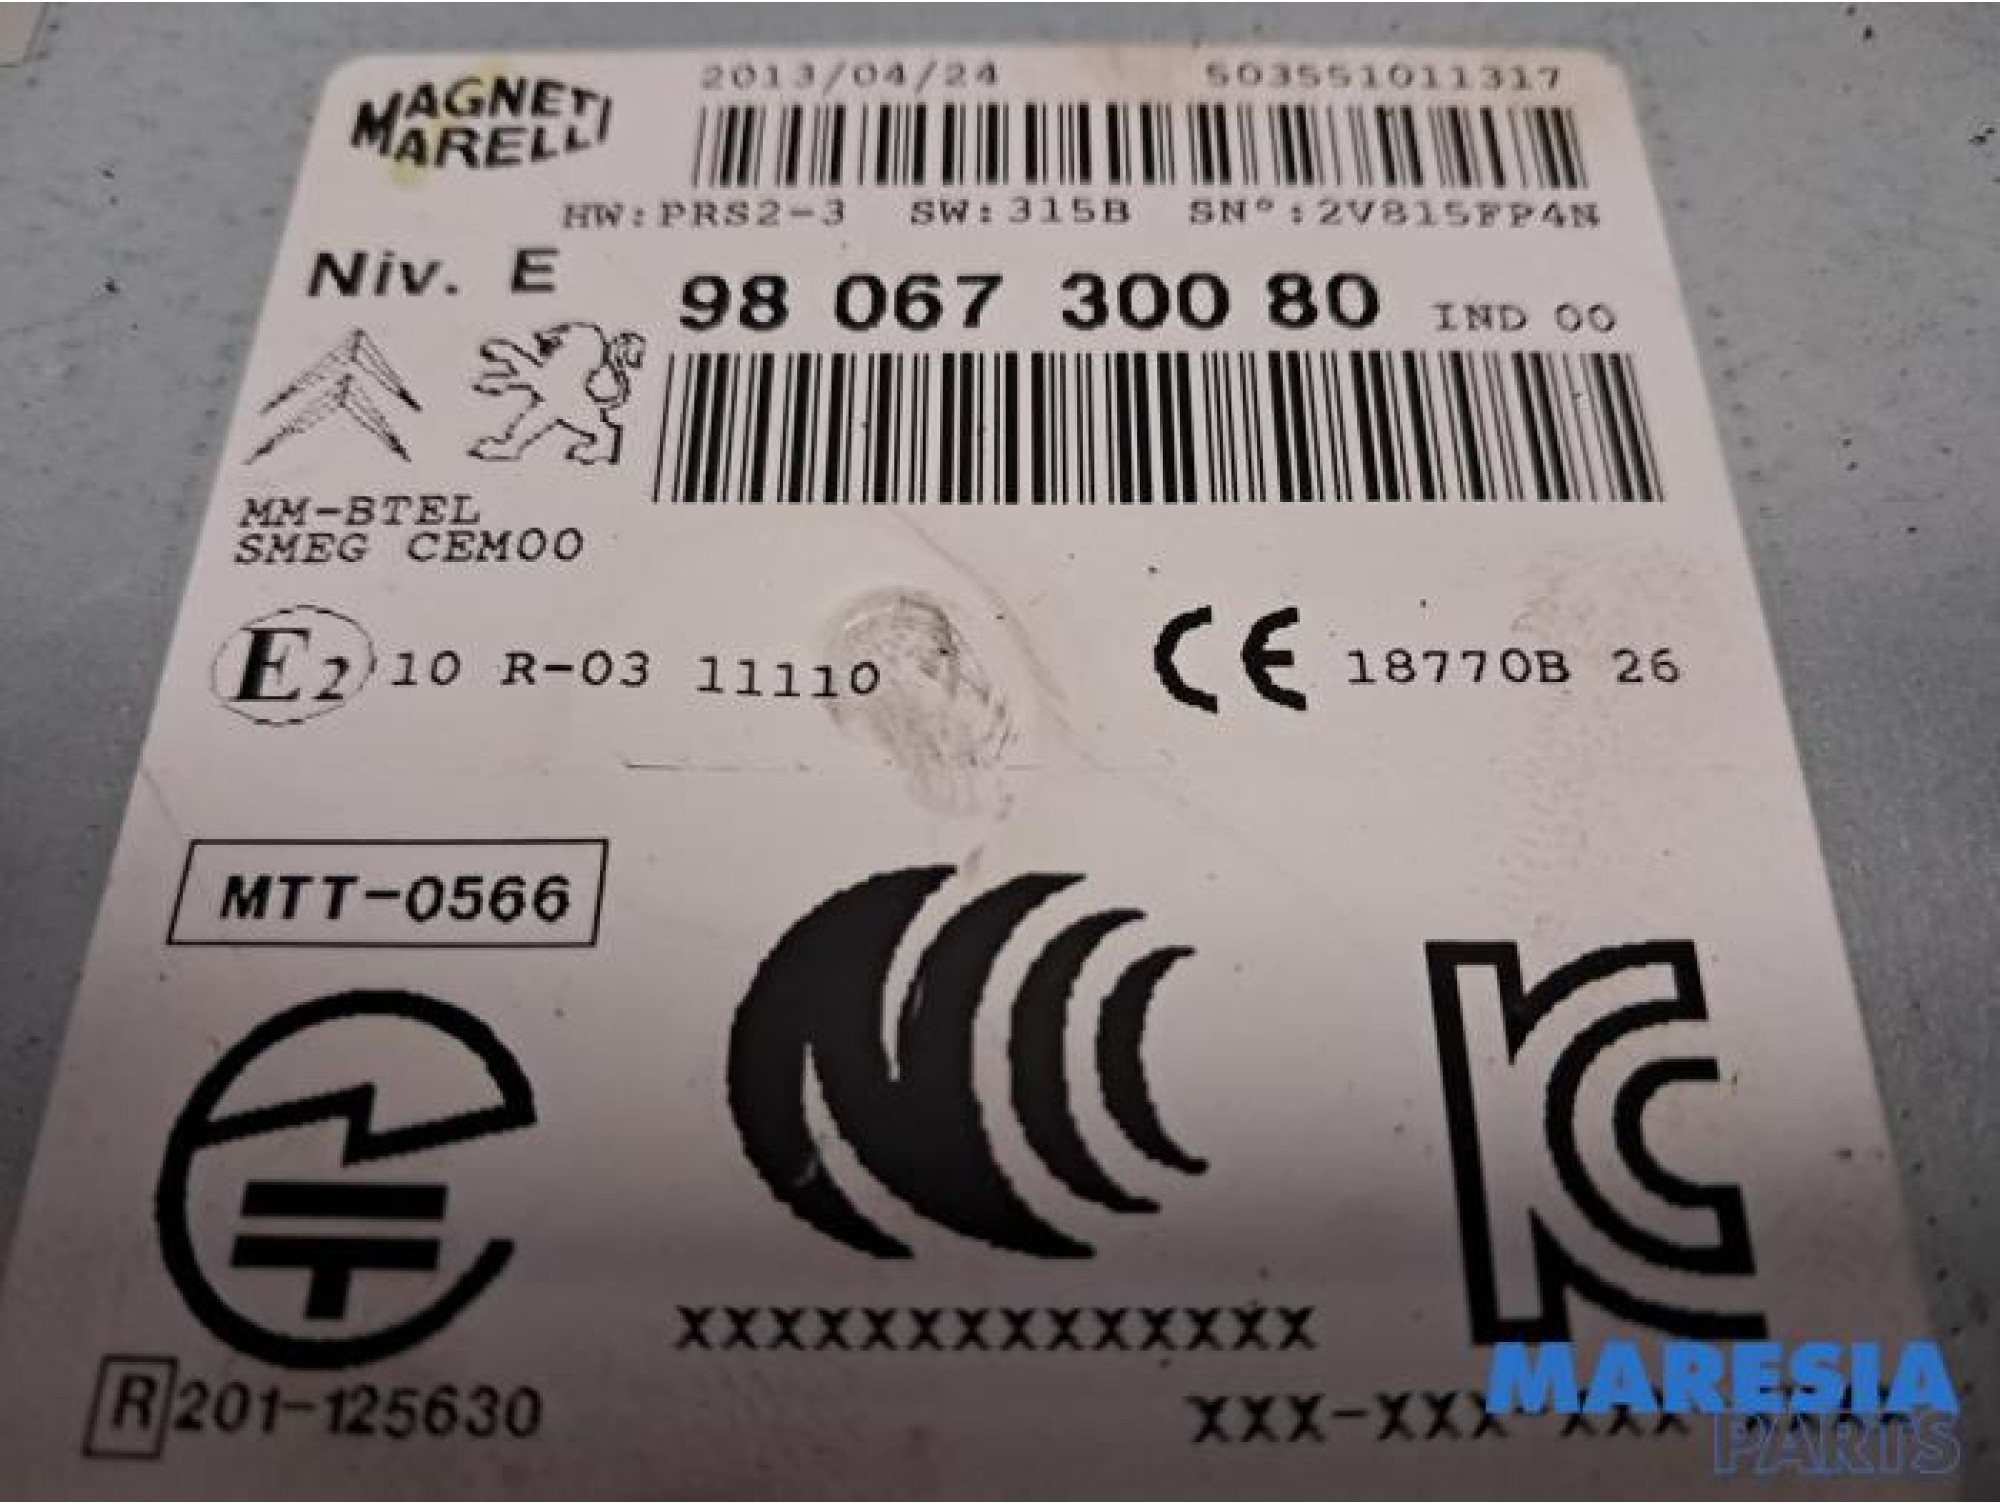 MAGNETI MARELLI
2013/04/24 503551011317
HW:PRS2-3 SW:315B SN°:2V815FP4N
Niv. E 98 067 300 80 IND 00
MM-BTEL
SMEG CEM00
E2 10 R-03 11110 CE 18770B 26
MTT-0566
XXXXXXXXXXXXXXX
R 201-125630
XXX-XXX-XXX
MARESIA
PARTS